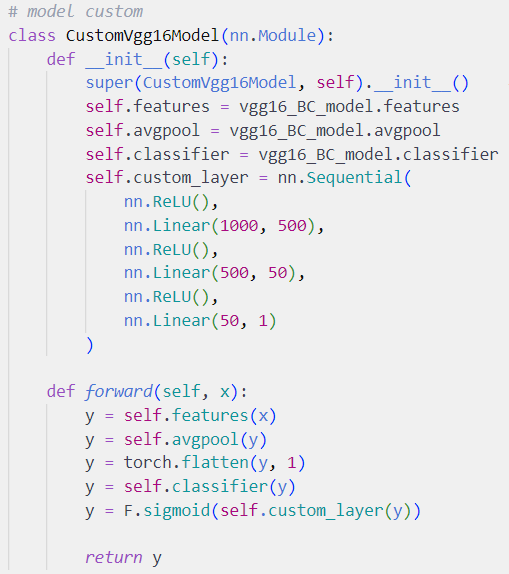 # model custom
class CustomVgg16Model(nn.Module):
    def __init__(self):
        super(CustomVgg16Model, self).__init__()
        self.features = vgg16_BC_model.features
        self.avgpool = vgg16_BC_model.avgpool
        self.classifier = vgg16_BC_model.classifier
        self.custom_layer = nn.Sequential(
            nn.ReLU(),
            nn.Linear(1000, 500),
            nn.ReLU(),
            nn.Linear(500, 50),
            nn.ReLU(),
            nn.Linear(50, 1)
        )

    def forward(self, x):
        y = self.features(x)
        y = self.avgpool(y)
        y = torch.flatten(y, 1)
        y = self.classifier(y)
        y = F.sigmoid(self.custom_layer(y))

        return y